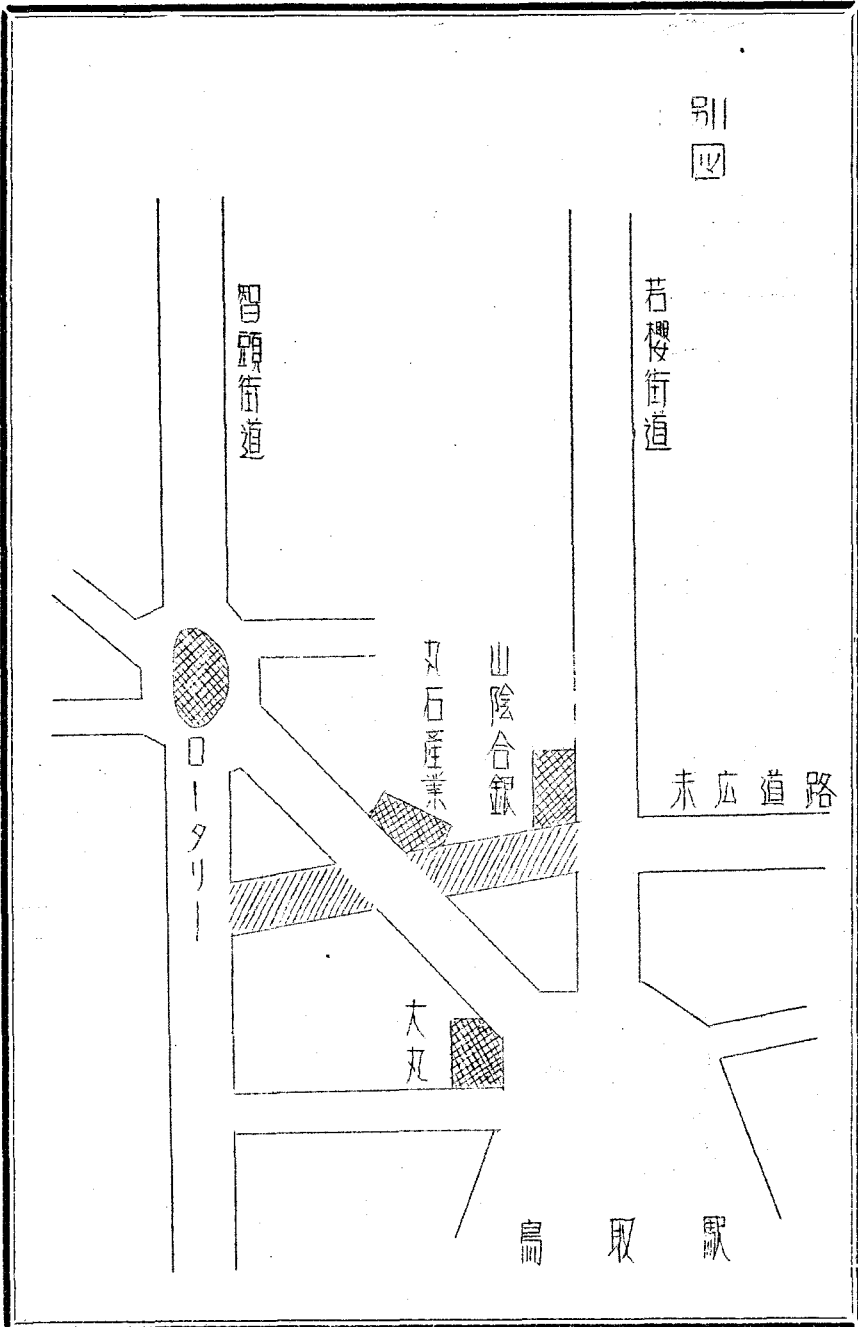 別図
若櫻街道
智頭街道
山陰合銀
丸石産業
末広道路
ロータリー
大丸
鳥取駅